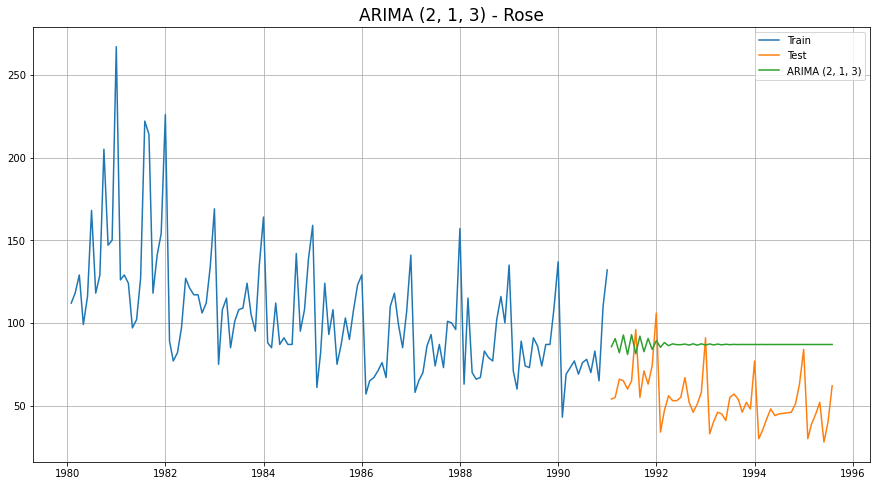 ARIMA (2, 1, 3) - Rose
Train
Test
ARIMA (2, 1, 3)
250
200
150
100
50
1980 1982 1984 1986 1988 1990 1992 1994 1996